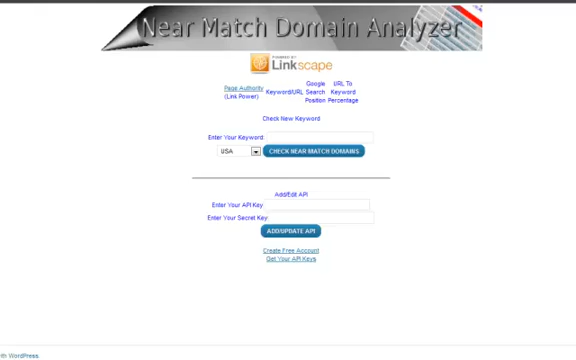 Near Match Domain Analyzer
POWERED BY
Linkscape
Page Authority
(Link Power)
Keyword/URL
Google
Search
Position
URL To
Keyword
Percentage
Check New Keyword
Enter Your Keyword:
USA
CHECK NEAR MATCH DOMAINS
Add/Edit API
Enter Your API Key:
Enter Your Secret Key:
ADD/UPDATE API
Create Free Account
Get Your API Keys
WordPress